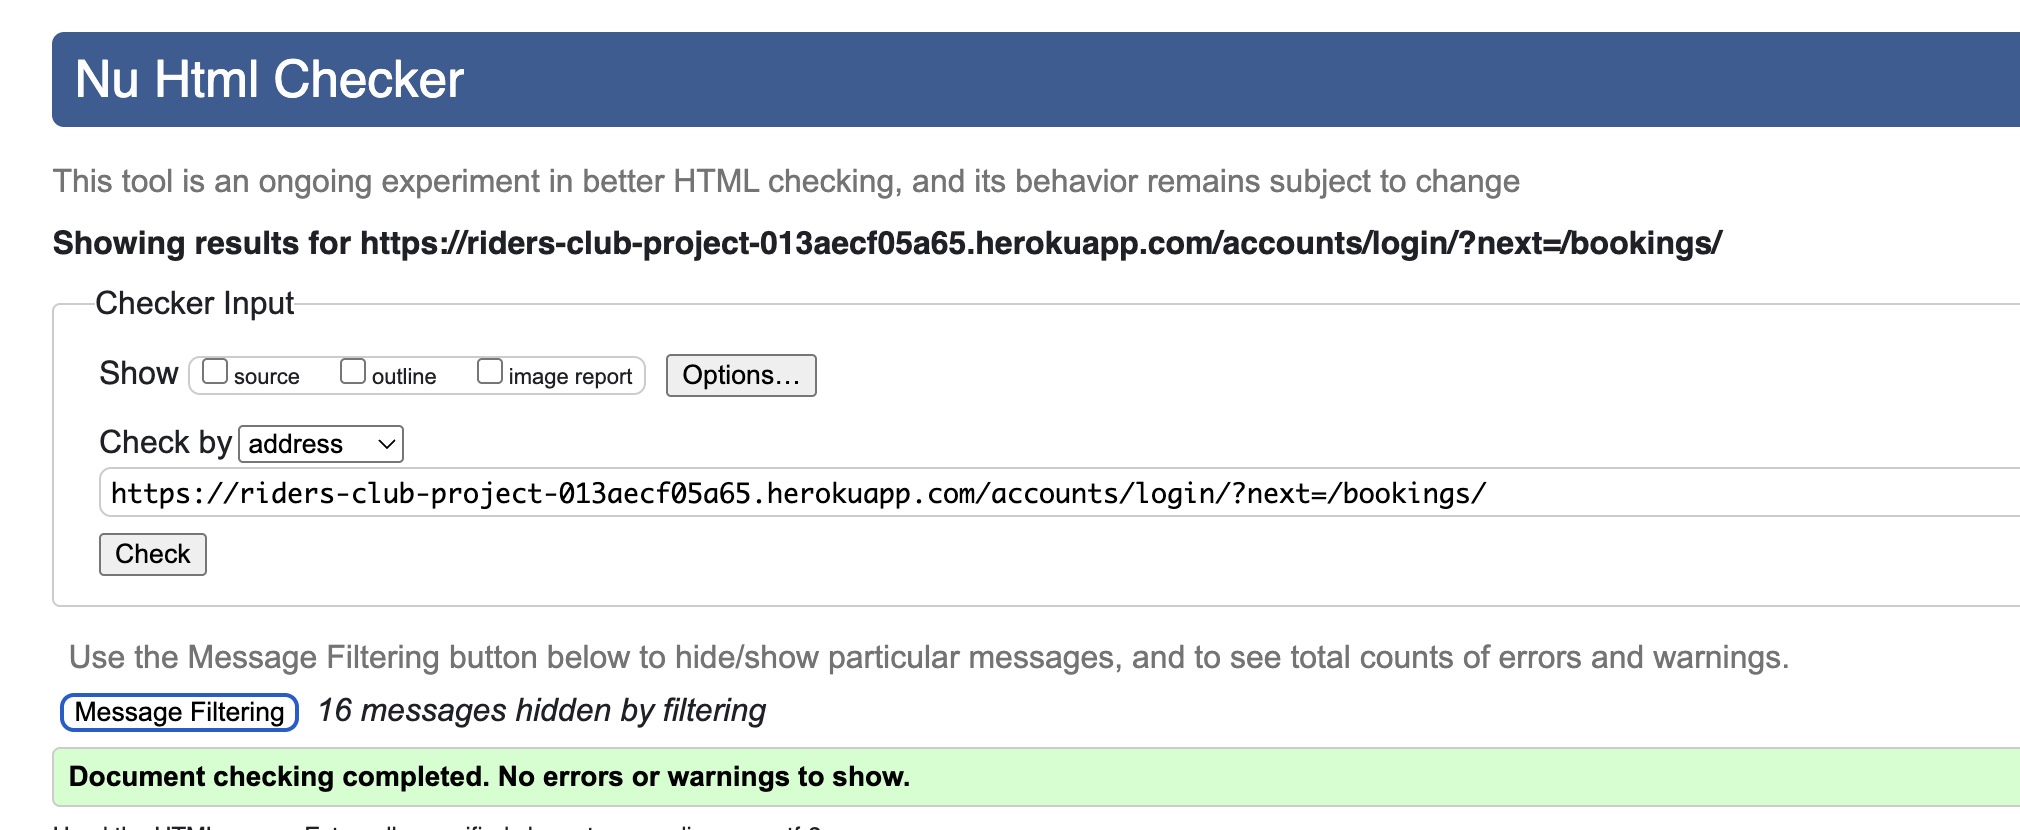 Nu Html Checker
This tool is an ongoing experiment in better HTML checking, and its behavior remains subject to change
Showing results for https://riders-club-project-013aecf05a65.herokuapp.com/accounts/login/?next=/bookings/
Checker Input
Show source outline image report Options...
Check by address
https://riders-club-project-013aecf05a65.herokuapp.com/accounts/login/?next=/bookings/
Check
Use the Message Filtering button below to hide/show particular messages, and to see total counts of errors and warnings.
Message Filtering 16 messages hidden by filtering
Document checking completed. No errors or warnings to show.